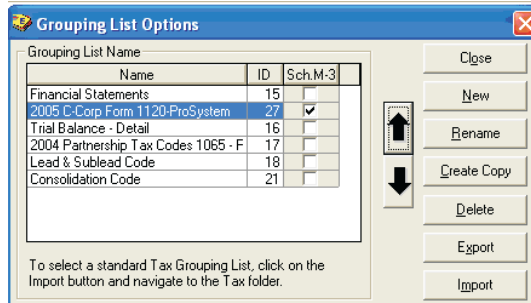 Grouping List Options
Grouping List Name
Name ID Sch.M-3
Financial Statements 15
2005 C-Corp Form 1120-ProSystem 27
Trial Balance - Detail 16
2004 Partnership Tax Codes 1065 - F 17
Lead & Sublead Code 18
Consolidation Code 21
To select a standard Tax Grouping List, click on the
Import button and navigate to the Tax folder.
Close
New
Rename
Create Copy
Delete
Export
Import